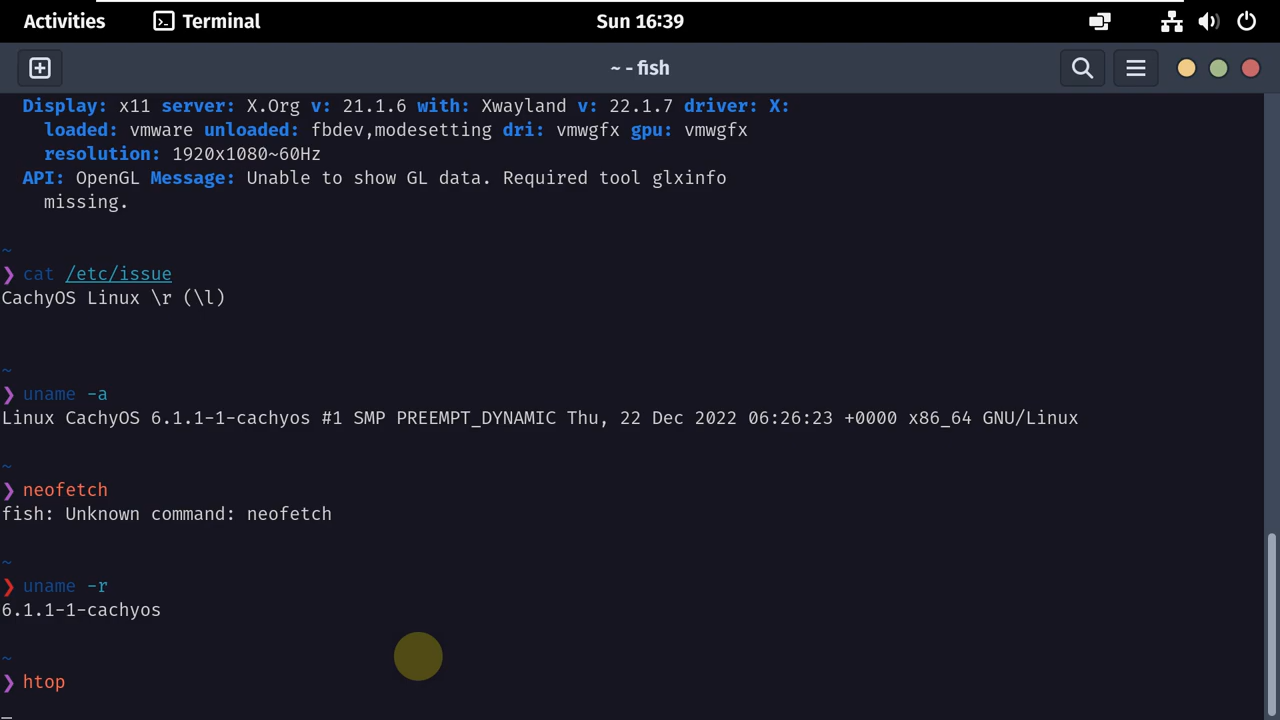 Activities Terminal Sun 16:39
~ - fish
Display: x11 server: X.Org v: 21.1.6 with: Xwayland v: 22.1.7 driver: X:
loaded: vmware unloaded: fbdev,modesetting dri: vmwgfx gpu: vmwgfx
resolution: 1920x1080~60Hz
API: OpenGL Message: Unable to show GL data. Required tool glxinfo
missing.
~
❯ cat /etc/issue
CachyOS Linux \r (\l)
~
❯ uname -a
Linux CachyOS 6.1.1-1-cachyos #1 SMP PREEMPT_DYNAMIC Thu, 22 Dec 2022 06:26:23 +0000 x86_64 GNU/Linux
~
❯ neofetch
fish: Unknown command: neofetch
~
❯ uname -r
6.1.1-1-cachyos
~
❯ htop